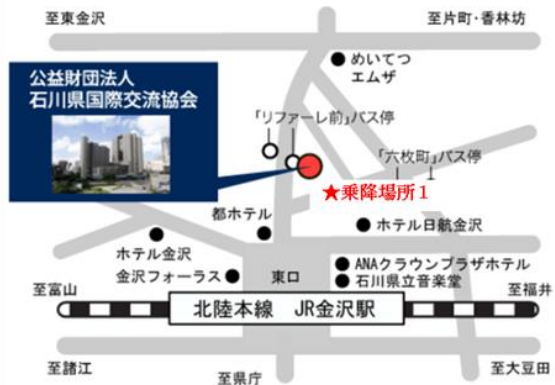 至東金沢
至片町・香林坊
めいてつ
エムザ
公益財団法人
石川県国際交流協会
「リファーレ前」バス停
「六枚町」バス停
★乗降場所１
都ホテル
ホテル日航金沢
ホテル金沢
金沢フォーラス
東口
ANAクラウンプラザホテル
石川県立音楽堂
至富山
至福井
北陸本線 JR金沢駅
至諸江
至県庁
至大豆田